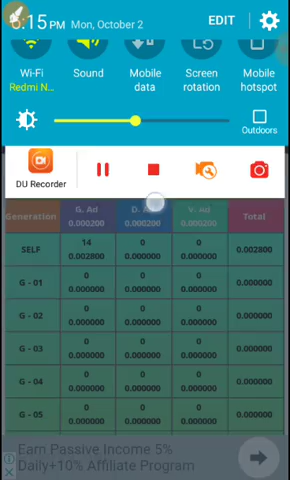 :15 PM Mon, October 2 EDIT
Wi-Fi Sound Mobile Screen Mobile
Redmi N... data rotation hotspot
Outdoors
DU Recorder
Generation G. Ad D. Ad V. Ad Total
0.000200 0.000200 0.000200
SELF 14 0 0 0.002800
0.002800 0.000000 0.000000
G - 01 0 0 0 0.000000
0.000000 0.000000 0.000000
G - 02 0 0 0 0.000000
0.000000 0.000000 0.000000
G - 03 0 0 0 0.000000
0.000000 0.000000 0.000000
G - 04 0 0 0 0.000000
0.000000 0.000000 0.000000
G - 05 0 0 0 0.000000
0.000000 0.000000 0.000000
Earn Passive Income 5%
Daily+10% Affiliate Program